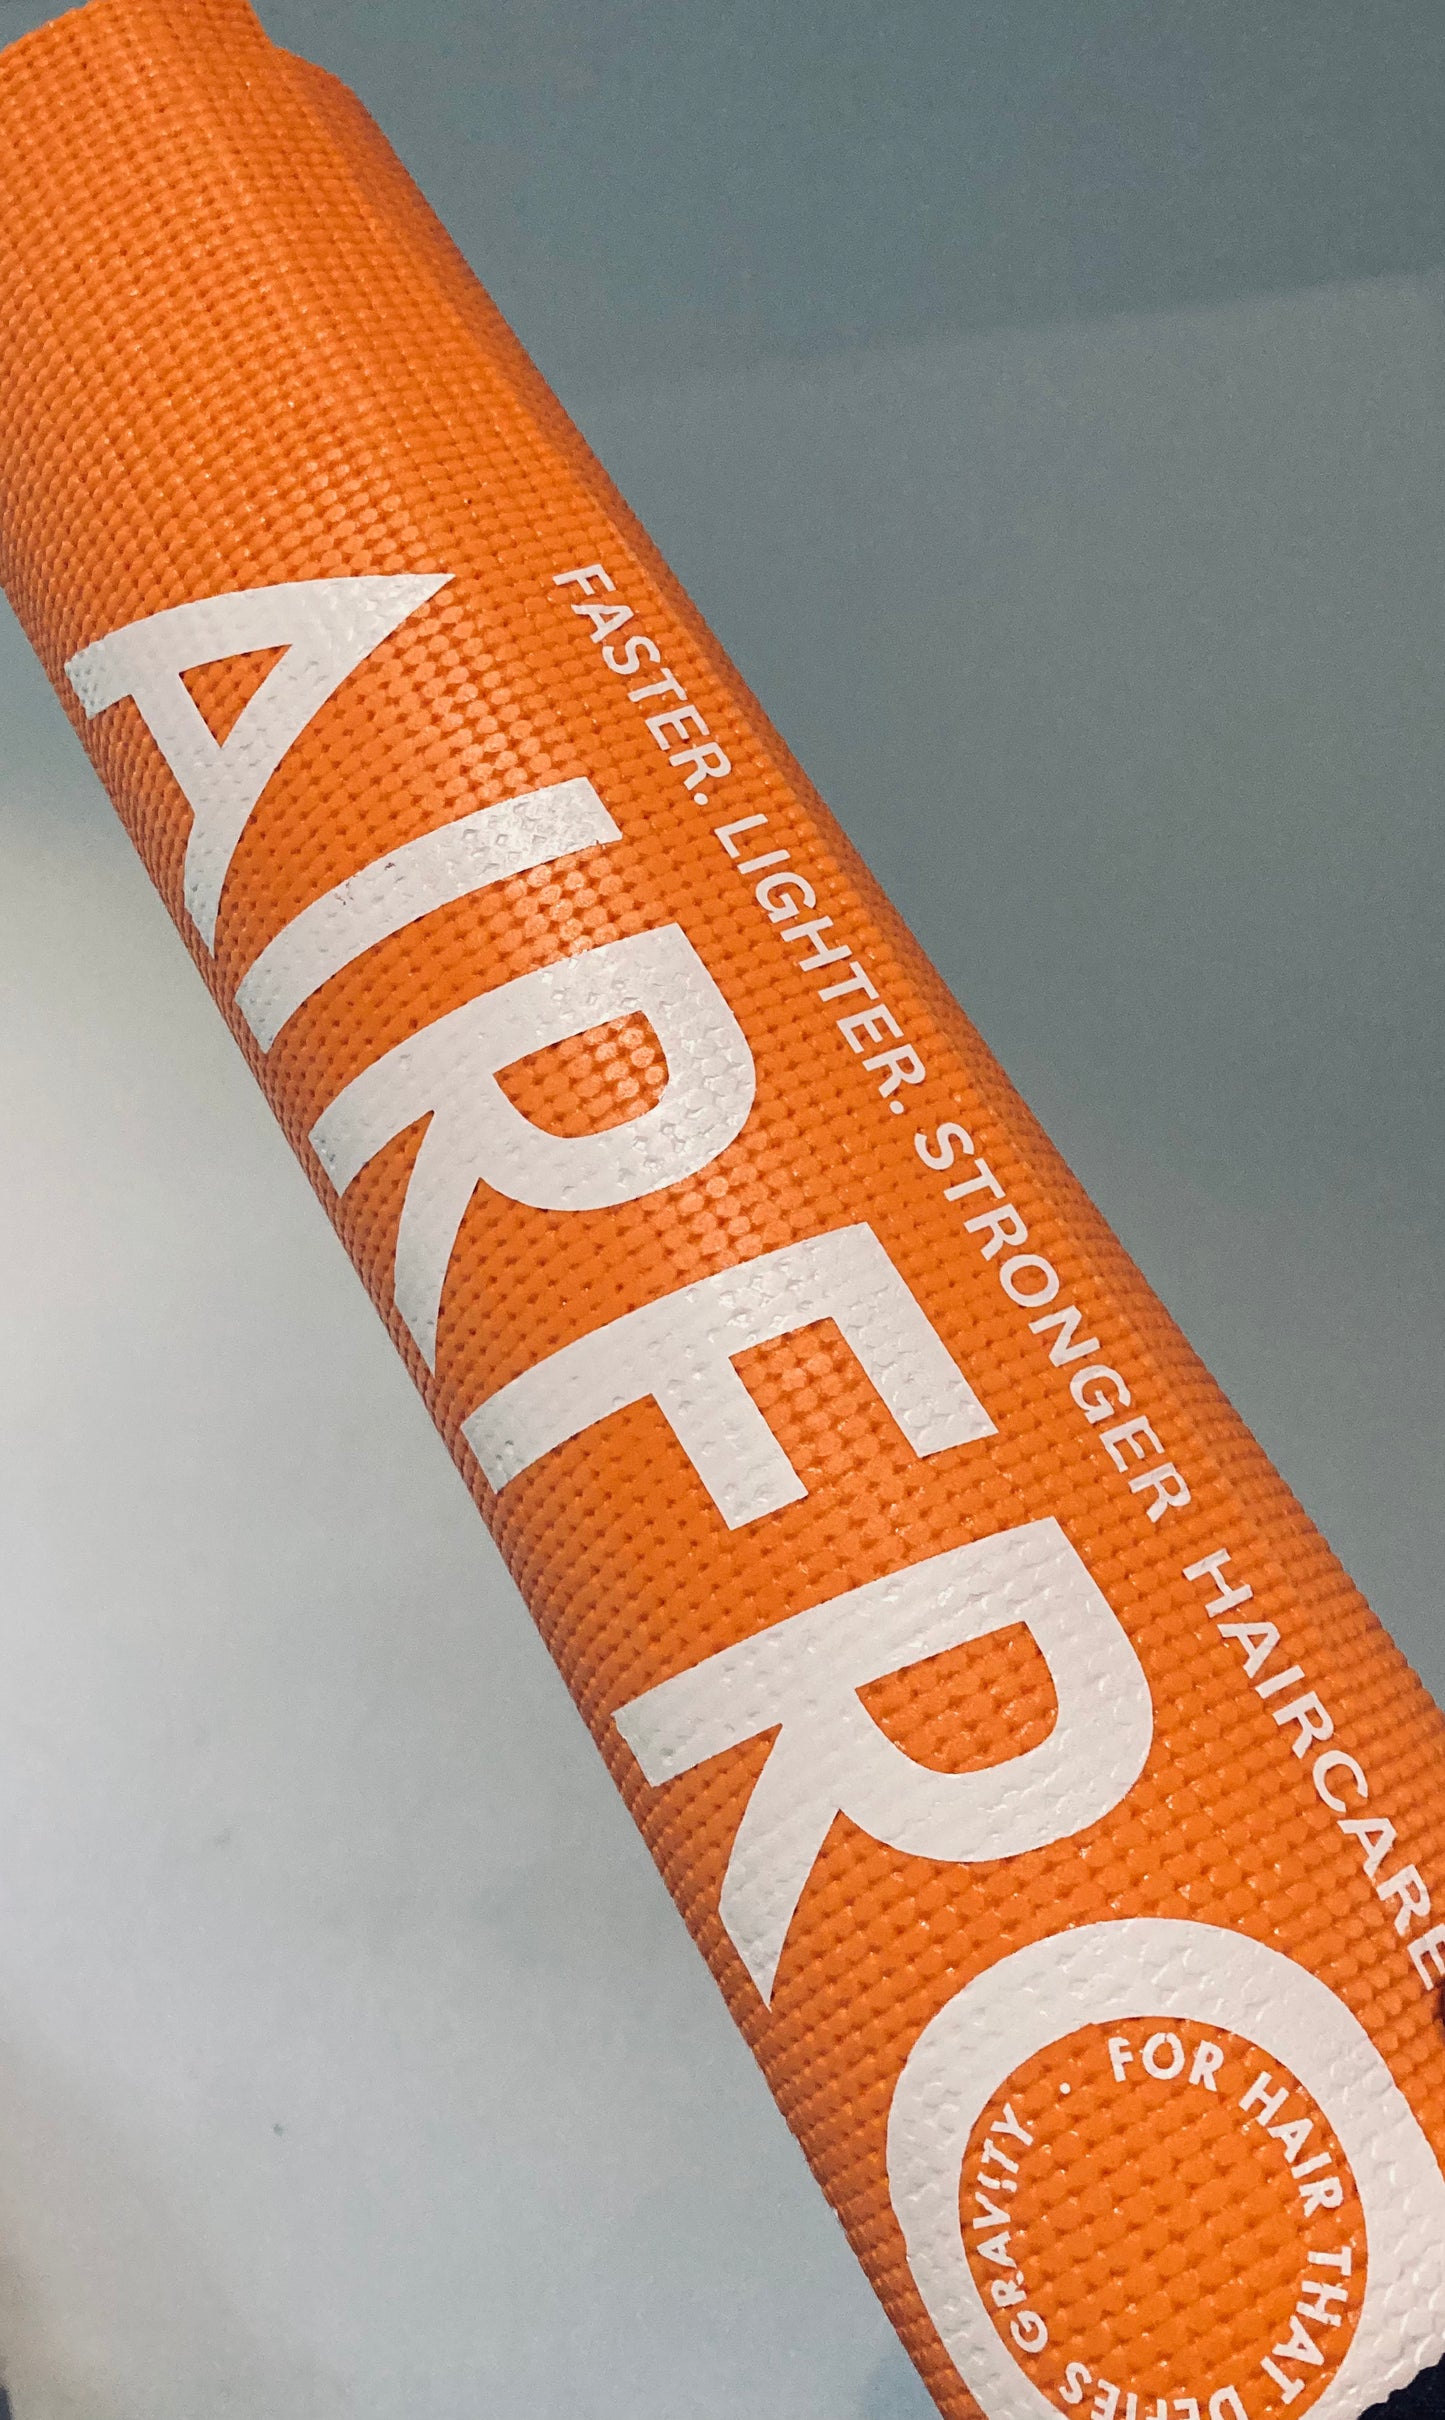 FASTER. LIGHTER. STRONGER HAIRCARE
AIRFRO
FOR HAIR THAT DEFIES GRAVITY ·